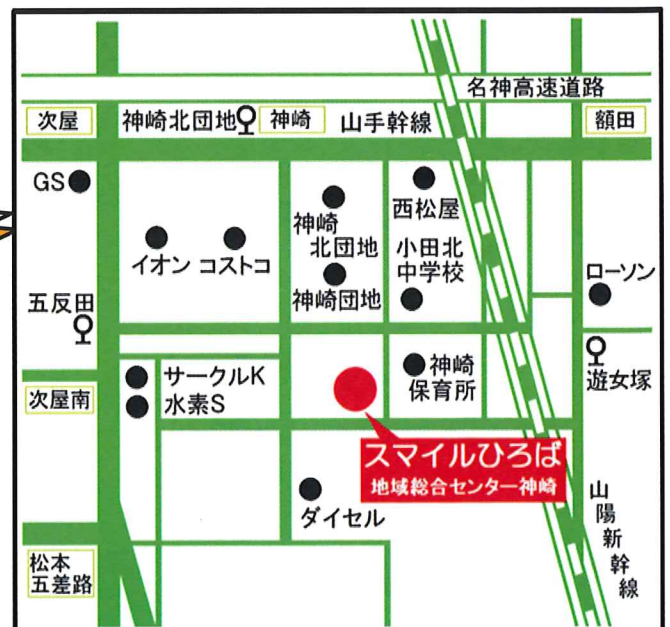 名神高速道路
次屋
神崎北団地
神崎
山手幹線
額田
GS
西松屋
神崎
北団地
イオン
コストコ
小田北
中学校
神崎団地
ローソン
五反田
サークルK
水素S
神崎
保育所
遊女塚
次屋南
スマイルひろば
地域総合センター神崎
ダイセル
山陽新幹線
松本
五差路